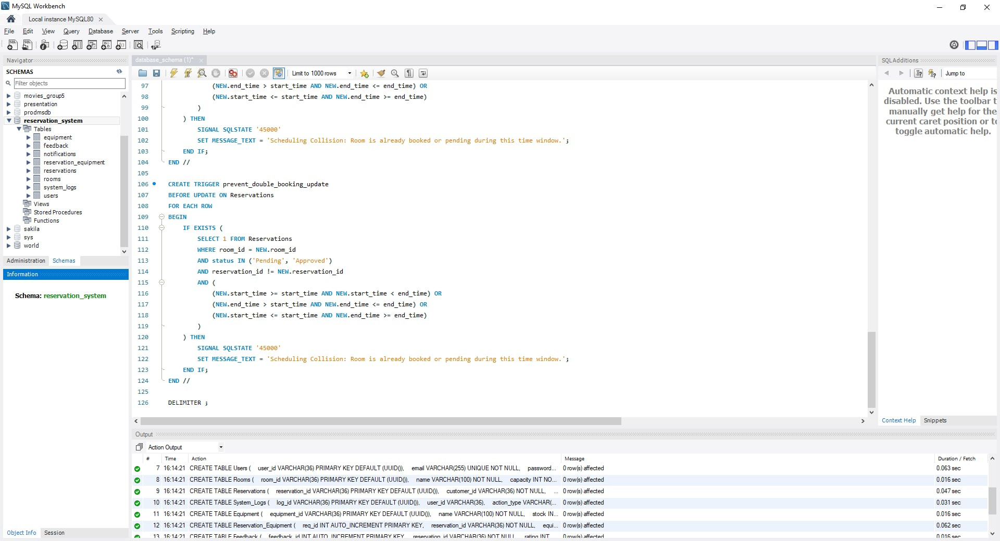 MySQL Workbench
Local instance MySQL80
File Edit View Query Database Server Tools Scripting Help
Navigator
SCHEMAS
Filter objects
movies_group5
presentation
prodmsdb
reservation_system
Tables
equipment
feedback
notifications
reservation_equipment
reservations
rooms
system_logs
users
Views
Stored Procedures
Functions
sakila
sys
world
Administration Schemas
Information
Schema: reservation_system
Object Info Session
database_schema (1)*
Limit to 1000 rows
97 (NEW.end_time > start_time AND NEW.end_time <= end_time) OR
98 (NEW.start_time <= start_time AND NEW.end_time >= end_time)
99 )
100 ) THEN
101 SIGNAL SQLSTATE '45000'
102 SET MESSAGE_TEXT = 'Scheduling Collision: Room is already booked or pending during this time window.';
103 END IF;
104 END //
105
106 CREATE TRIGGER prevent_double_booking_update
107 BEFORE UPDATE ON Reservations
108 FOR EACH ROW
109 BEGIN
110 IF EXISTS (
111 SELECT 1 FROM Reservations
112 WHERE room_id = NEW.room_id
113 AND status IN ('Pending', 'Approved')
114 AND reservation_id != NEW.reservation_id
115 AND (
116 (NEW.start_time >= start_time AND NEW.start_time < end_time) OR
117 (NEW.end_time > start_time AND NEW.end_time <= end_time) OR
118 (NEW.start_time <= start_time AND NEW.end_time >= end_time)
119 )
120 ) THEN
121 SIGNAL SQLSTATE '45000'
122 SET MESSAGE_TEXT = 'Scheduling Collision: Room is already booked or pending during this time window.';
123 END IF;
124 END //
125
126 DELIMITER ;
SQLAdditions
Jump to
Automatic context help is
disabled. Use the toolbar t
manually get help for the
current caret position or to
toggle automatic help.
Context Help Snippets
Output
Action Output
# Time Action Message Duration / Fetch
7 16:14:21 CREATE TABLE Users ( user_id VARCHAR(36) PRIMARY KEY DEFAULT (UUID()), email VARCHAR(255) UNIQUE NOT NULL, password... 0 row(s) affected 0.063 sec
8 16:14:21 CREATE TABLE Rooms ( room_id VARCHAR(36) PRIMARY KEY DEFAULT (UUID()), name VARCHAR(100) NOT NULL, capacity INT NO... 0 row(s) affected 0.016 sec
9 16:14:21 CREATE TABLE Reservations ( reservation_id VARCHAR(36) PRIMARY KEY DEFAULT (UUID()), customer_id VARCHAR(36) NOT NULL, ... 0 row(s) affected 0.047 sec
10 16:14:21 CREATE TABLE System_Logs ( log_id VARCHAR(36) PRIMARY KEY DEFAULT (UUID()), user_id VARCHAR(36), action_type VARCHAR(... 0 row(s) affected 0.031 sec
11 16:14:21 CREATE TABLE Equipment ( equipment_id VARCHAR(36) PRIMARY KEY DEFAULT (UUID()), name VARCHAR(100) NOT NULL, stock IN... 0 row(s) affected 0.016 sec
12 16:14:21 CREATE TABLE Reservation_Equipment ( req_id INT AUTO_INCREMENT PRIMARY KEY, reservation_id VARCHAR(36) NOT NULL, equi... 0 row(s) affected 0.062 sec
13 16:14:21 CREATE TABLE Feedback ( feedback_id INT AUTO_INCREMENT PRIMARY KEY, reservation_id VARCHAR(36) NOT NULL, rating INT 0 row(s) affected 0.016 sec